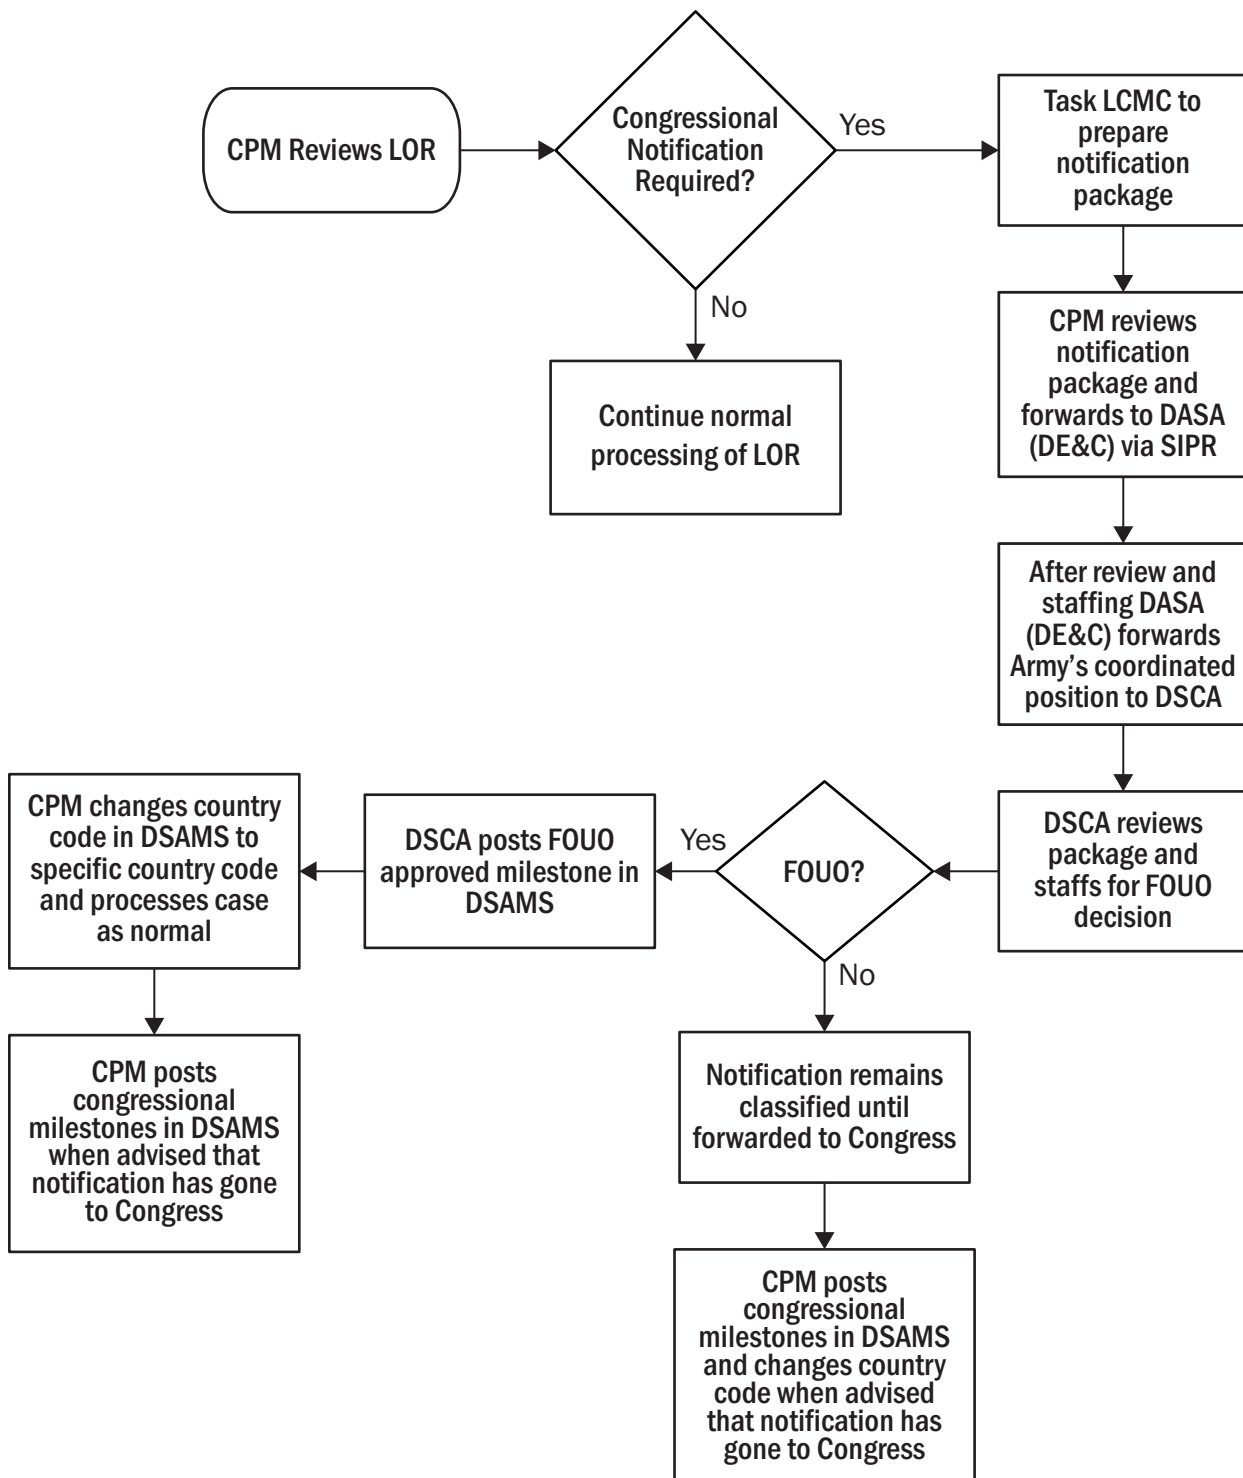 CPM Reviews LOR
Congressional
Notification
Required?
Yes
No
Task LCMC to
prepare
notification
package
Continue normal
processing of LOR
CPM reviews
notification
package and
forwards to DASA
(DE&C) via SIPR
After review and
staffing DASA
(DE&C) forwards
Army's coordinated
position to DSCA
DSCA reviews
package and
staffs for FOUO
decision
FOUO?
Yes
No
DSCA posts FOUO
approved milestone in
DSAMS
CPM changes country
code in DSAMS to
specific country code
and processes case
as normal
CPM posts
congressional
milestones in DSAMS
when advised that
notification has gone
to Congress
Notification remains
classified until
forwarded to Congress
CPM posts
congressional
milestones in DSAMS
and changes country
code when advised
that notification has
gone to Congress